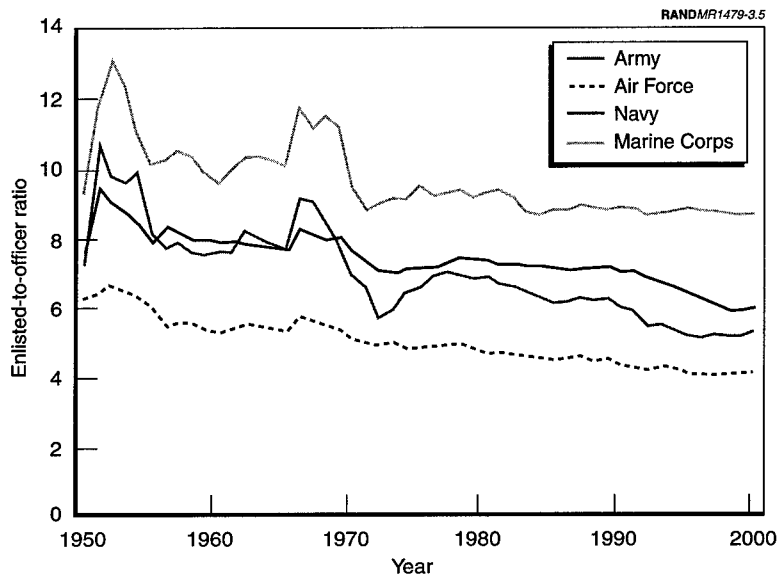 RANDMR1479-3.5
14
12
10
8
6
4
2
0
Enlisted-to-officer ratio
Army
Air Force
Navy
Marine Corps
1950 1960 1970 1980 1990 2000
Year